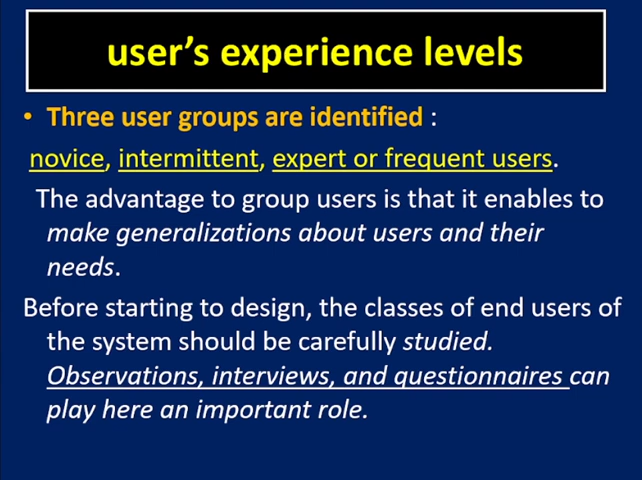 user’s experience levels
• Three user groups are identified :
novice, intermittent, expert or frequent users.
The advantage to group users is that it enables to
make generalizations about users and their
needs.
Before starting to design, the classes of end users of
the system should be carefully studied.
Observations, interviews, and questionnaires can
play here an important role.